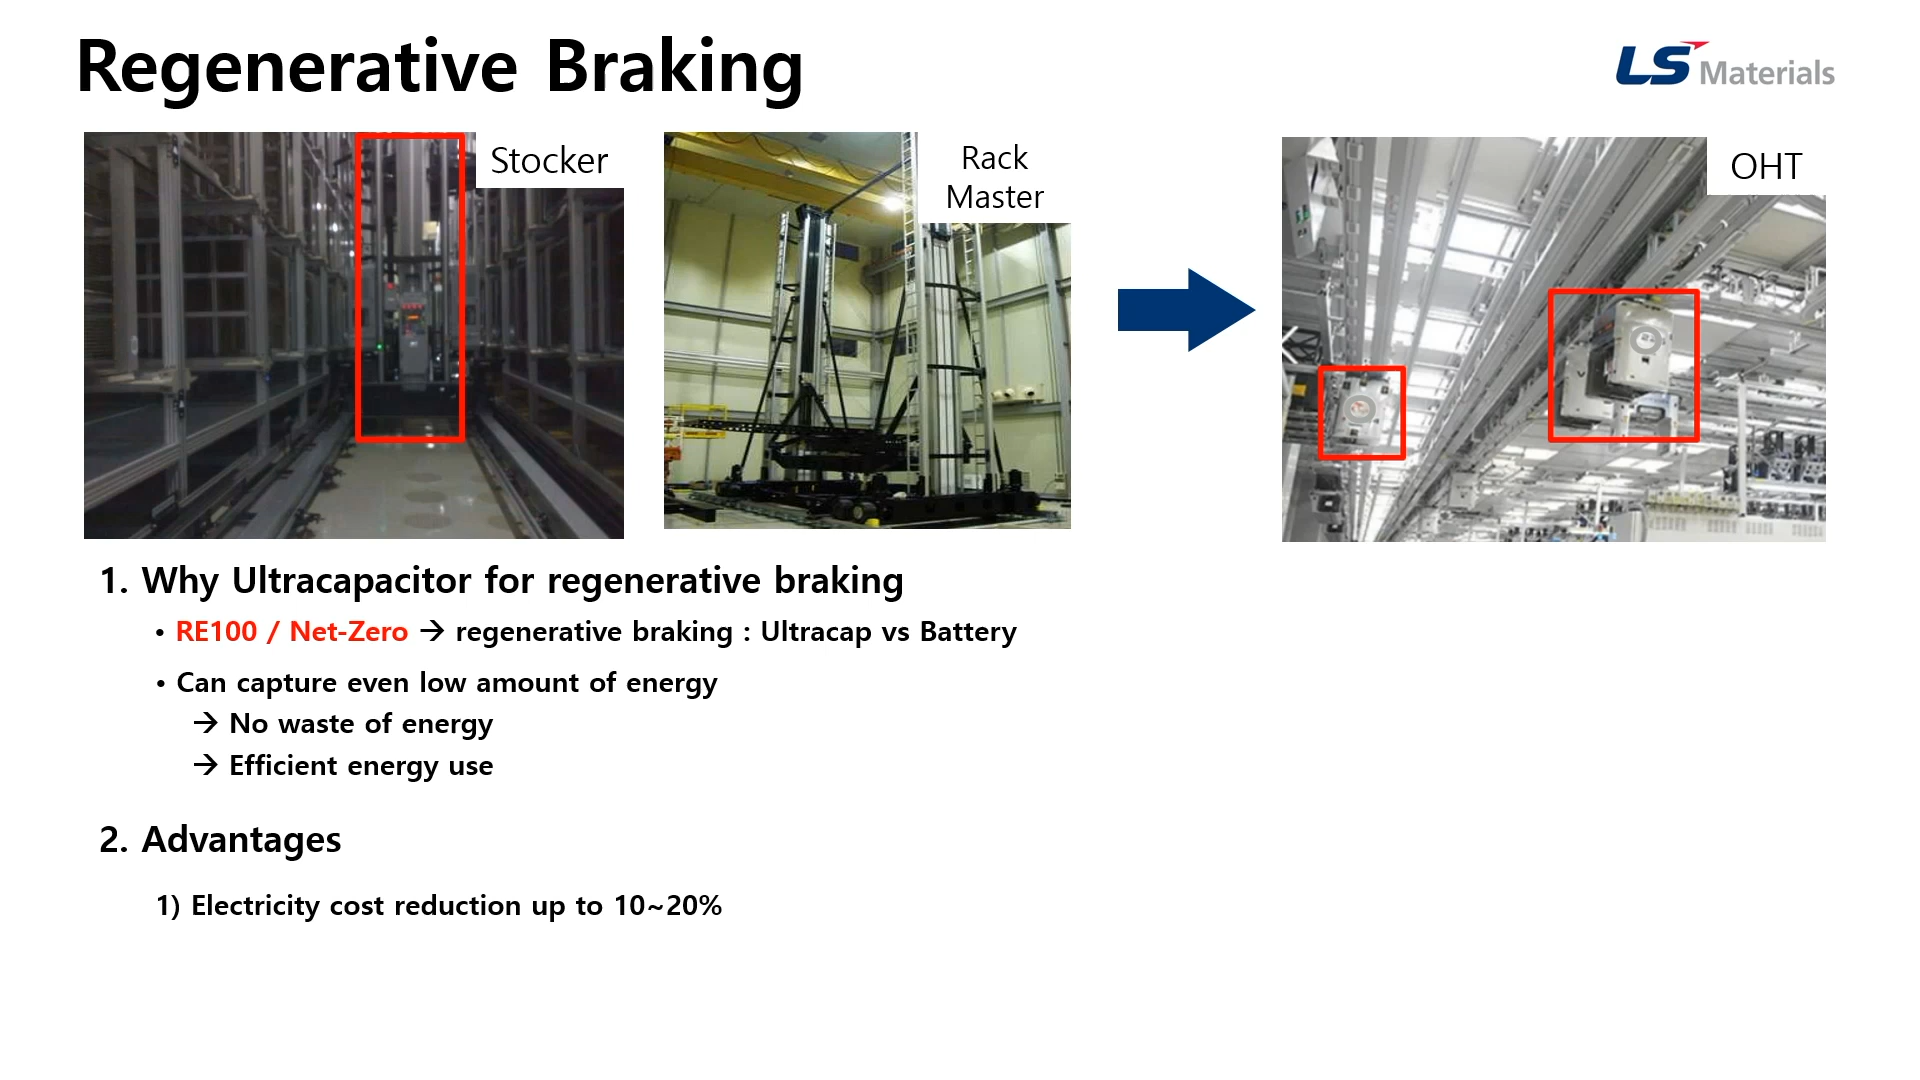 Regenerative Braking
LS Materials
Stocker
Rack
Master
OHT
1. Why Ultracapacitor for regenerative braking
• RE100 / Net-Zero → regenerative braking : Ultracap vs Battery
• Can capture even low amount of energy
→ No waste of energy
→ Efficient energy use
2. Advantages
1) Electricity cost reduction up to 10~20%